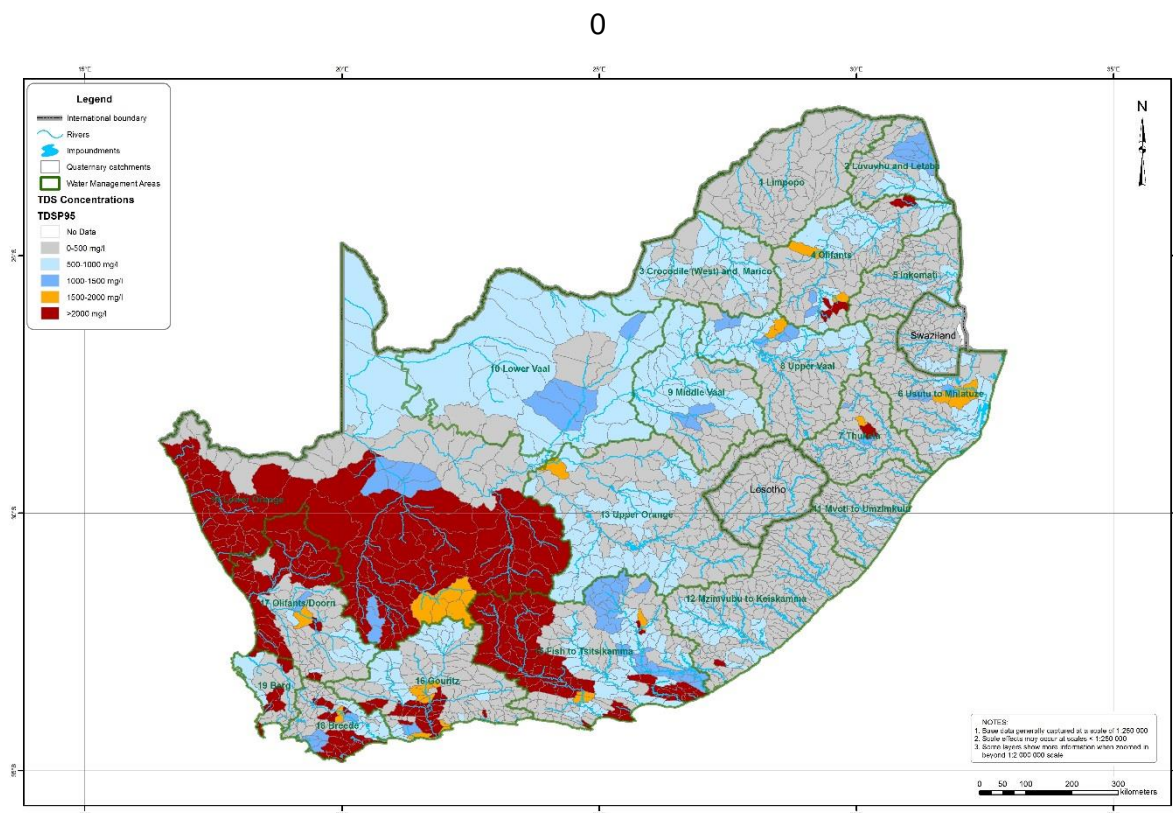 0
15°E
20°E
25°E
30°E
35°E
Legend
International boundary
Rivers
Impoundments
Quaternary catchments
Water Management Areas
TDS Concentrations
TDSP95
No Data
0-500 mg/l
500-1000 mg/l
1000-1500 mg/l
1500-2000 mg/l
>2000 mg/l
N
2 Luvuvhu and Letaba
1 Limpopo
4 Olifants
3 Crocodile (West) and Marico
5 Inkomati
Swaziland
10 Lower Vaal
8 Upper Vaal
9 Middle Vaal
6 Usutu to Mhlatuze
7 Thukela
Lesotho
Lower Orange
13 Upper Orange
11 Mvoti to Umzimkulu
12 Mzimvubu to Keiskamma
17 Olifants/Doorn
Fish to Tsitsikamma
16 Gouritz
19 Berg
18 Breede
NOTES:
1. Base data generally captured at a scale of 1:250 000
2. Scale effects may occur at scales < 1:250 000
3. Some layers show more information when zoomed in
beyond 1:2 000 000 scale
0 50 100 200 300
kilometers